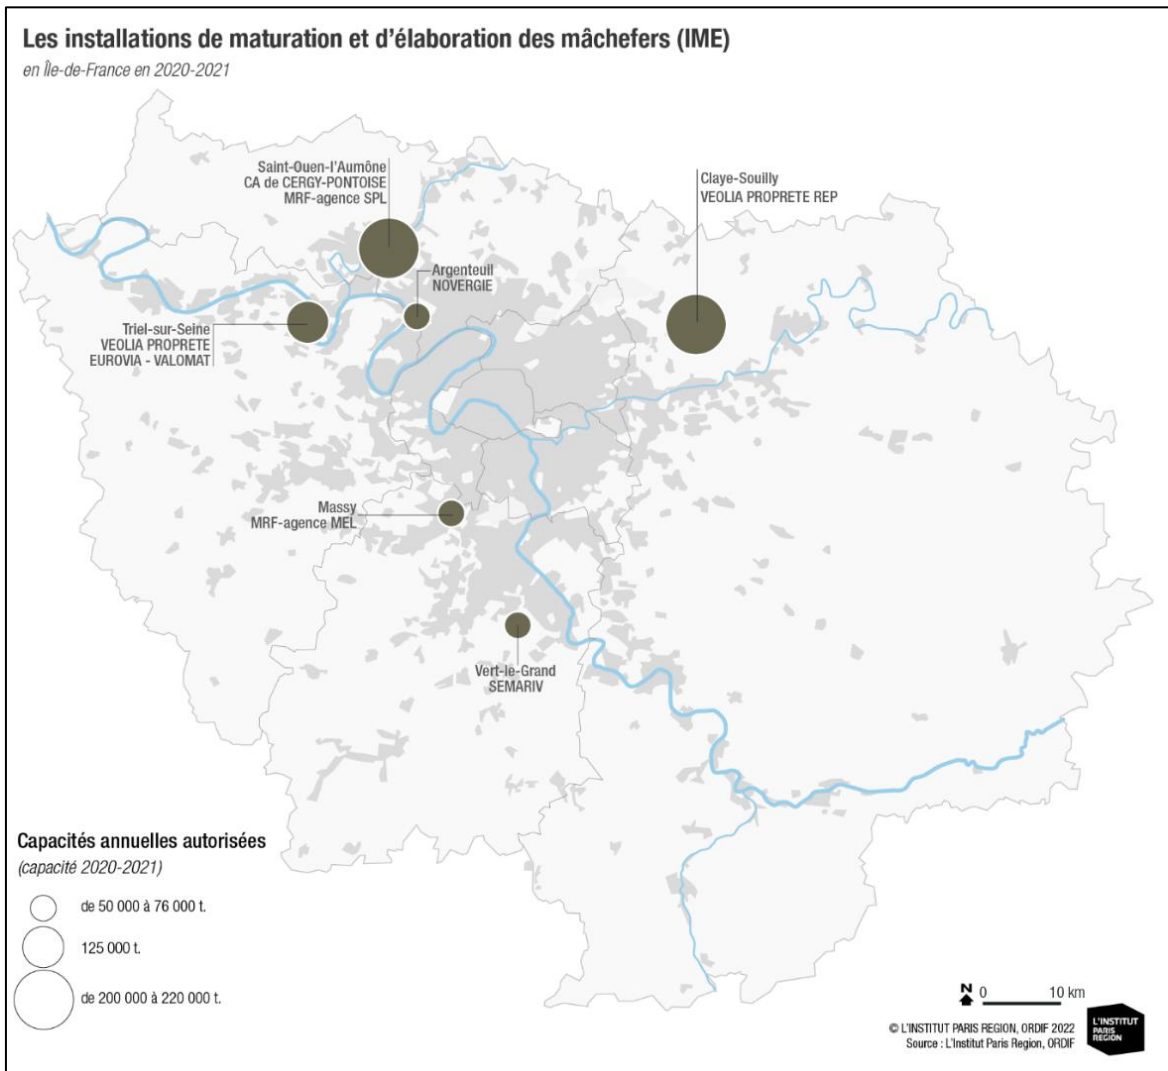 Les installations de maturation et d'élaboration des mâchefers (IME)
en Île-de-France en 2020-2021
Saint-Ouen-l'Aumône
CA de CERGY-PONTOISE
MRF-agence SPL
Claye-Souilly
VEOLIA PROPRETE REP
Argenteuil
NOVERGIE
Triel-sur-Seine
VEOLIA PROPRETE
EUROVIA - VALOMAT
Massy
MRF-agence MEL
Vert-le-Grand
SEMARIV
Capacités annuelles autorisées
(capacité 2020-2021)
de 50 000 à 76 000 t.
125 000 t.
de 200 000 à 220 000 t.
N 0 10 km
© L'INSTITUT PARIS REGION, ORDIF 2022
Source : L'Institut Paris Region, ORDIF
L'INSTITUT
PARIS
REGION